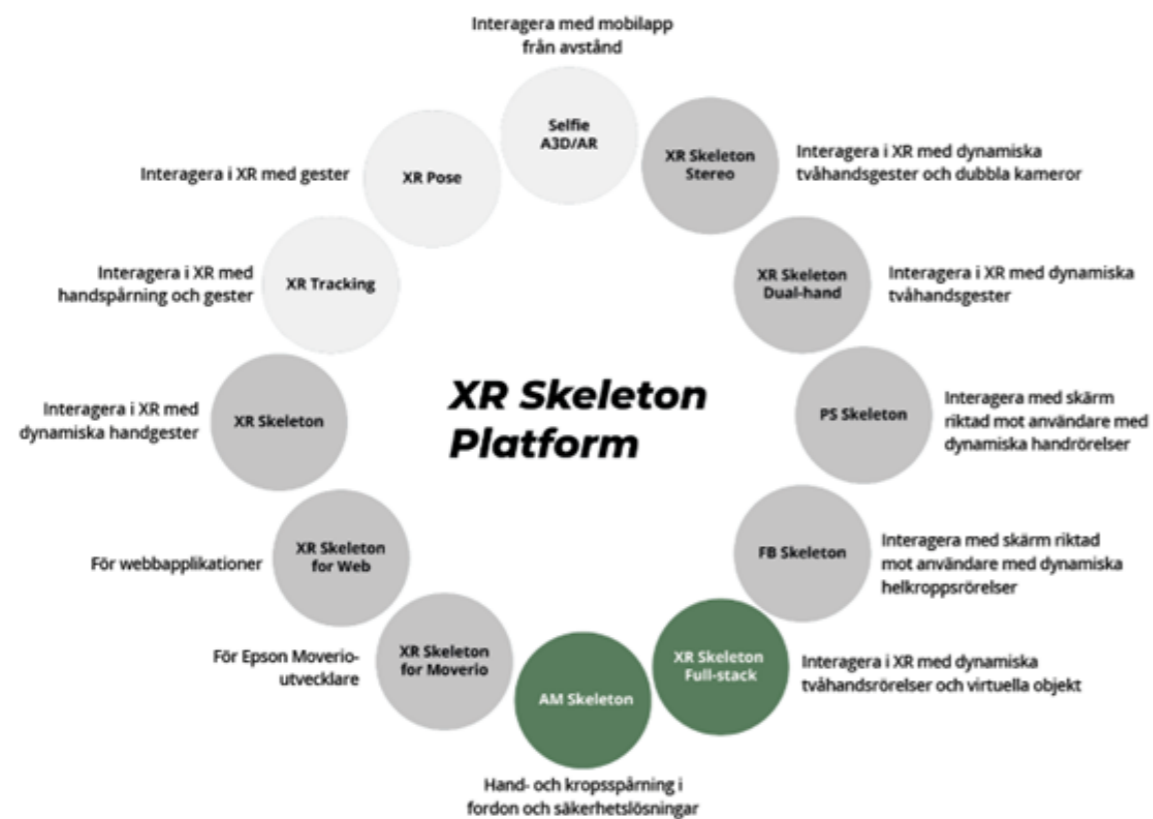 Interagera med mobilapp
från avstånd
Selfie
A3D/AR
XR Skeleton
Stereo
Interagera i XR med dynamiska
tvåhandsgester och dubbla kameror
XR Skeleton
Dual-hand
Interagera i XR med dynamiska
tvåhandsgester
PS Skeleton
Interagera med skärm
riktad mot användare med
dynamiska handrörelser
FB Skeleton
Interagera med skärm riktad
mot användare med dynamiska
helkroppsrörelser
XR Skeleton
Full-stack
Interagera i XR med dynamiska
tvåhandsrörelser och virtuella objekt
AM Skeleton
Hand- och kropsspårning i
fordon och säkerhetslösningar
XR Skeleton
for Moverio
För Epson Moverio-
utvecklare
XR Skeleton
for Web
För webbapplikationer
XR Skeleton
Interagera i XR med
dynamiska handgester
XR Tracking
Interagera i XR med
handspårning och gester
XR Pose
Interagera i XR med gester
XR Skeleton
Platform